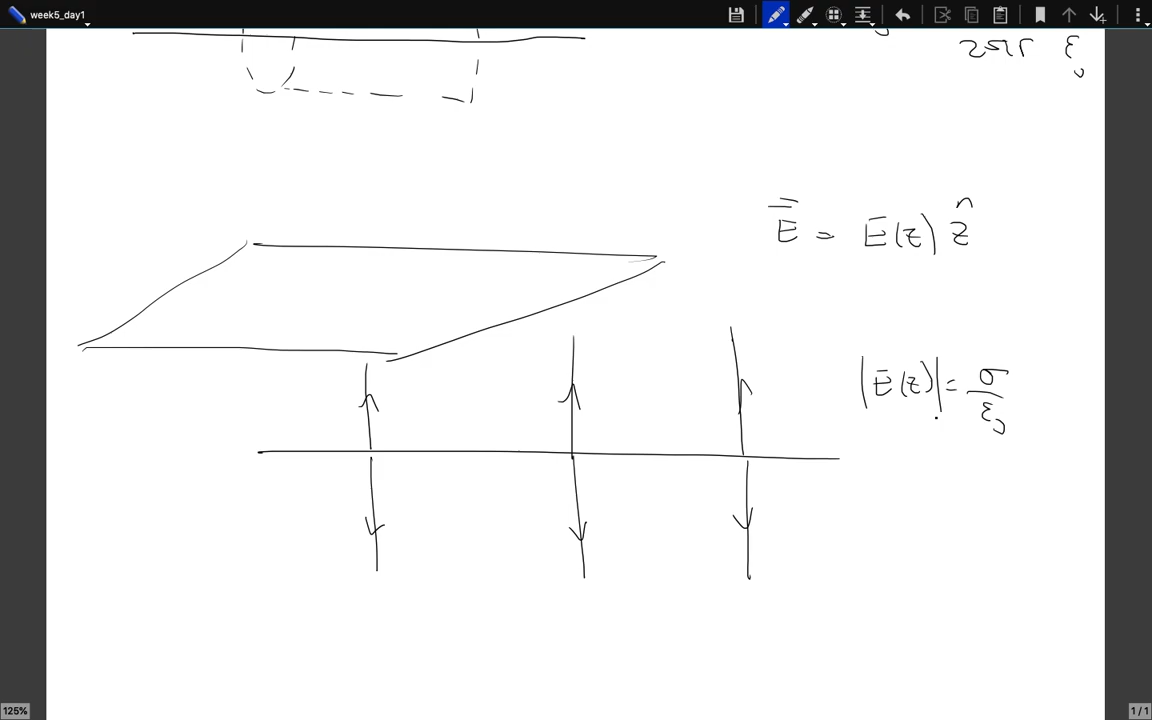 week5_day1
2πr ε₀
E̅ = E(z) ẑ
|E(z)| = σ/ε₀
125%
1/1